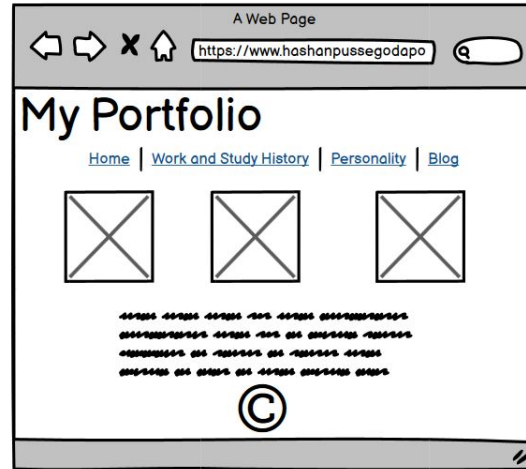 A Web Page
https://www.hashanpussegodapo
My Portfolio
Home | Work and Study History | Personality | Blog
©